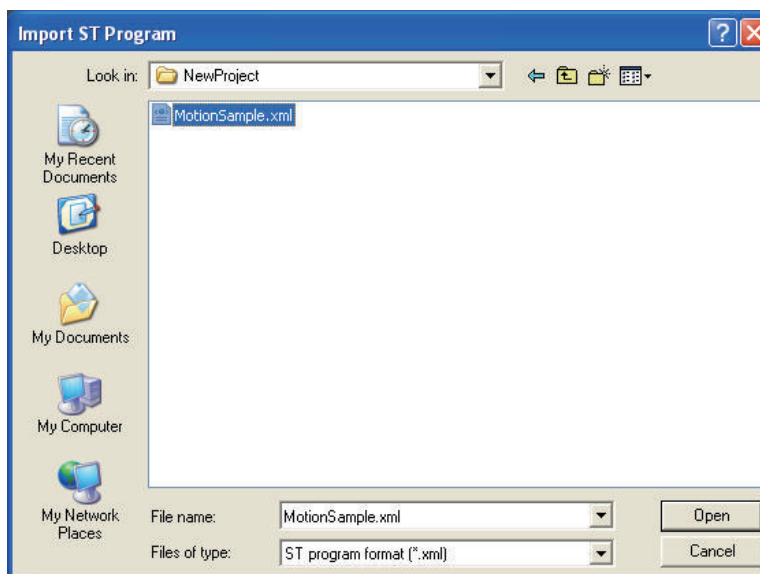 Import ST Program
Look in: NewProject
MotionSample.xml
My Recent
Documents
Desktop
My Documents
My Computer
My Network
Places
File name: MotionSample.xml Open
Files of type: ST program format (*.xml) Cancel